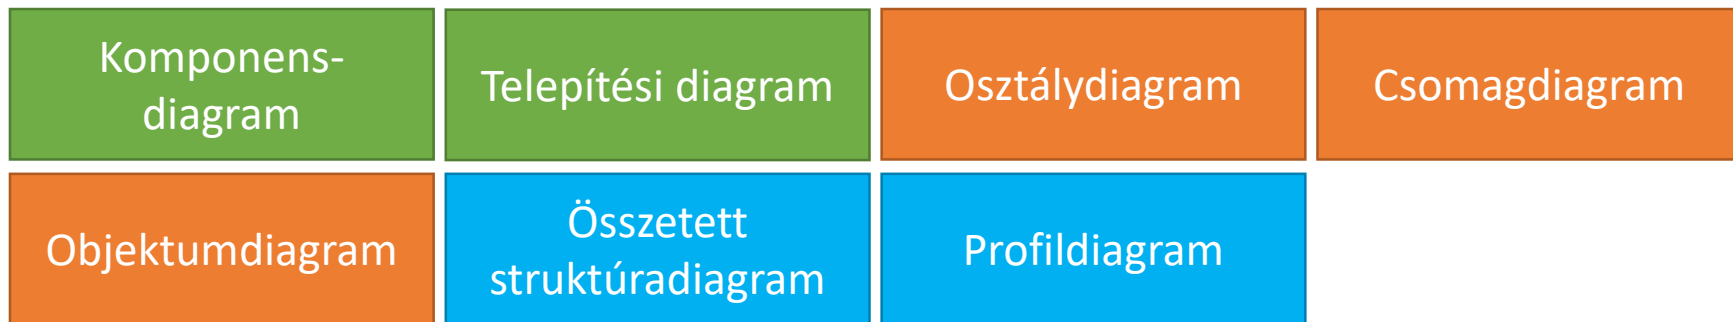 Komponens-
diagram
Telepítési diagram
Osztálydiagram
Csomagdiagram
Objektumdiagram
Összetett
struktúradiagram
Profildiagram